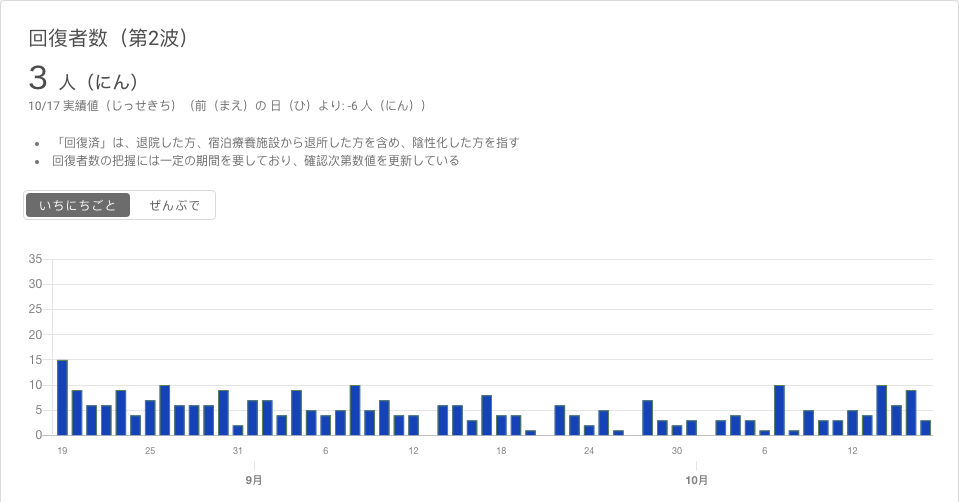 回復者数（第2波）
3 人（にん）
10/17 実績値（じっせきち）（前（まえ）の 日（ひ）より: -6 人（にん））
• 「回復済」は、退院した方、宿泊療養施設から退所した方を含め、陰性化した方を指す
• 回復者数の把握には一定の期間を要しており、確認次第数値を更新している
いちにちごと ぜんぶで
35
30
25
20
15
10
5
0
19 25 31 6 12 18 24 30 6 12
9月 10月